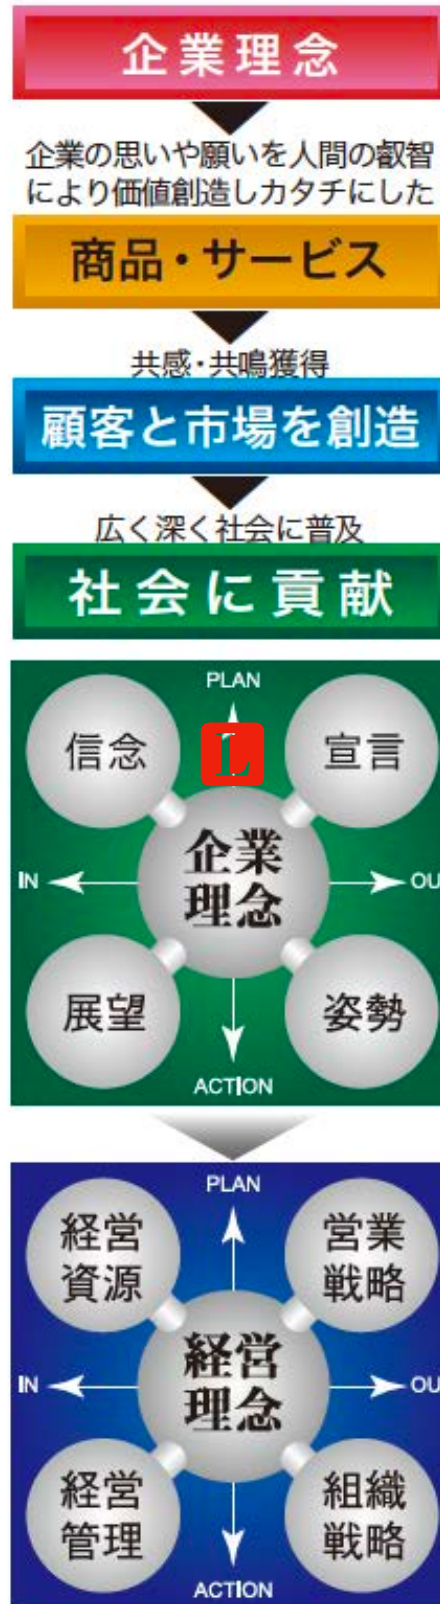 企業理念
企業の思いや願いを人間の叡智
により価値創造しカタチにした
商品・サービス
共感・共鳴獲得
顧客と市場を創造
広く深く社会に普及
社会に貢献
PLAN
信念
L
宣言
企業
理念
IN
OU
展望
姿勢
ACTION
PLAN
経営
資源
営業
戦略
経営
理念
IN
OU
経営
管理
組織
戦略
ACTION